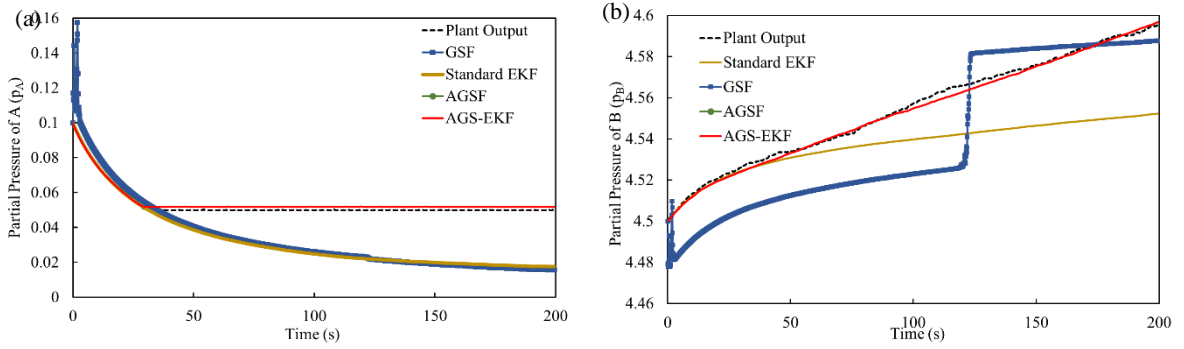 (a)
0.16
0.14
0.12
0.1
0.08
0.06
0.04
0.02
0
Partial Pressure of A (pA)
0
50
100
150
200
Time (s)
Plant Output
GSF
Standard EKF
AGSF
AGS-EKF
(b)
4.6
4.58
4.56
4.54
4.52
4.5
4.48
4.46
Partial Pressure of B (pB)
0
50
100
150
200
Time (s)
Plant Output
Standard EKF
GSF
AGSF
AGS-EKF